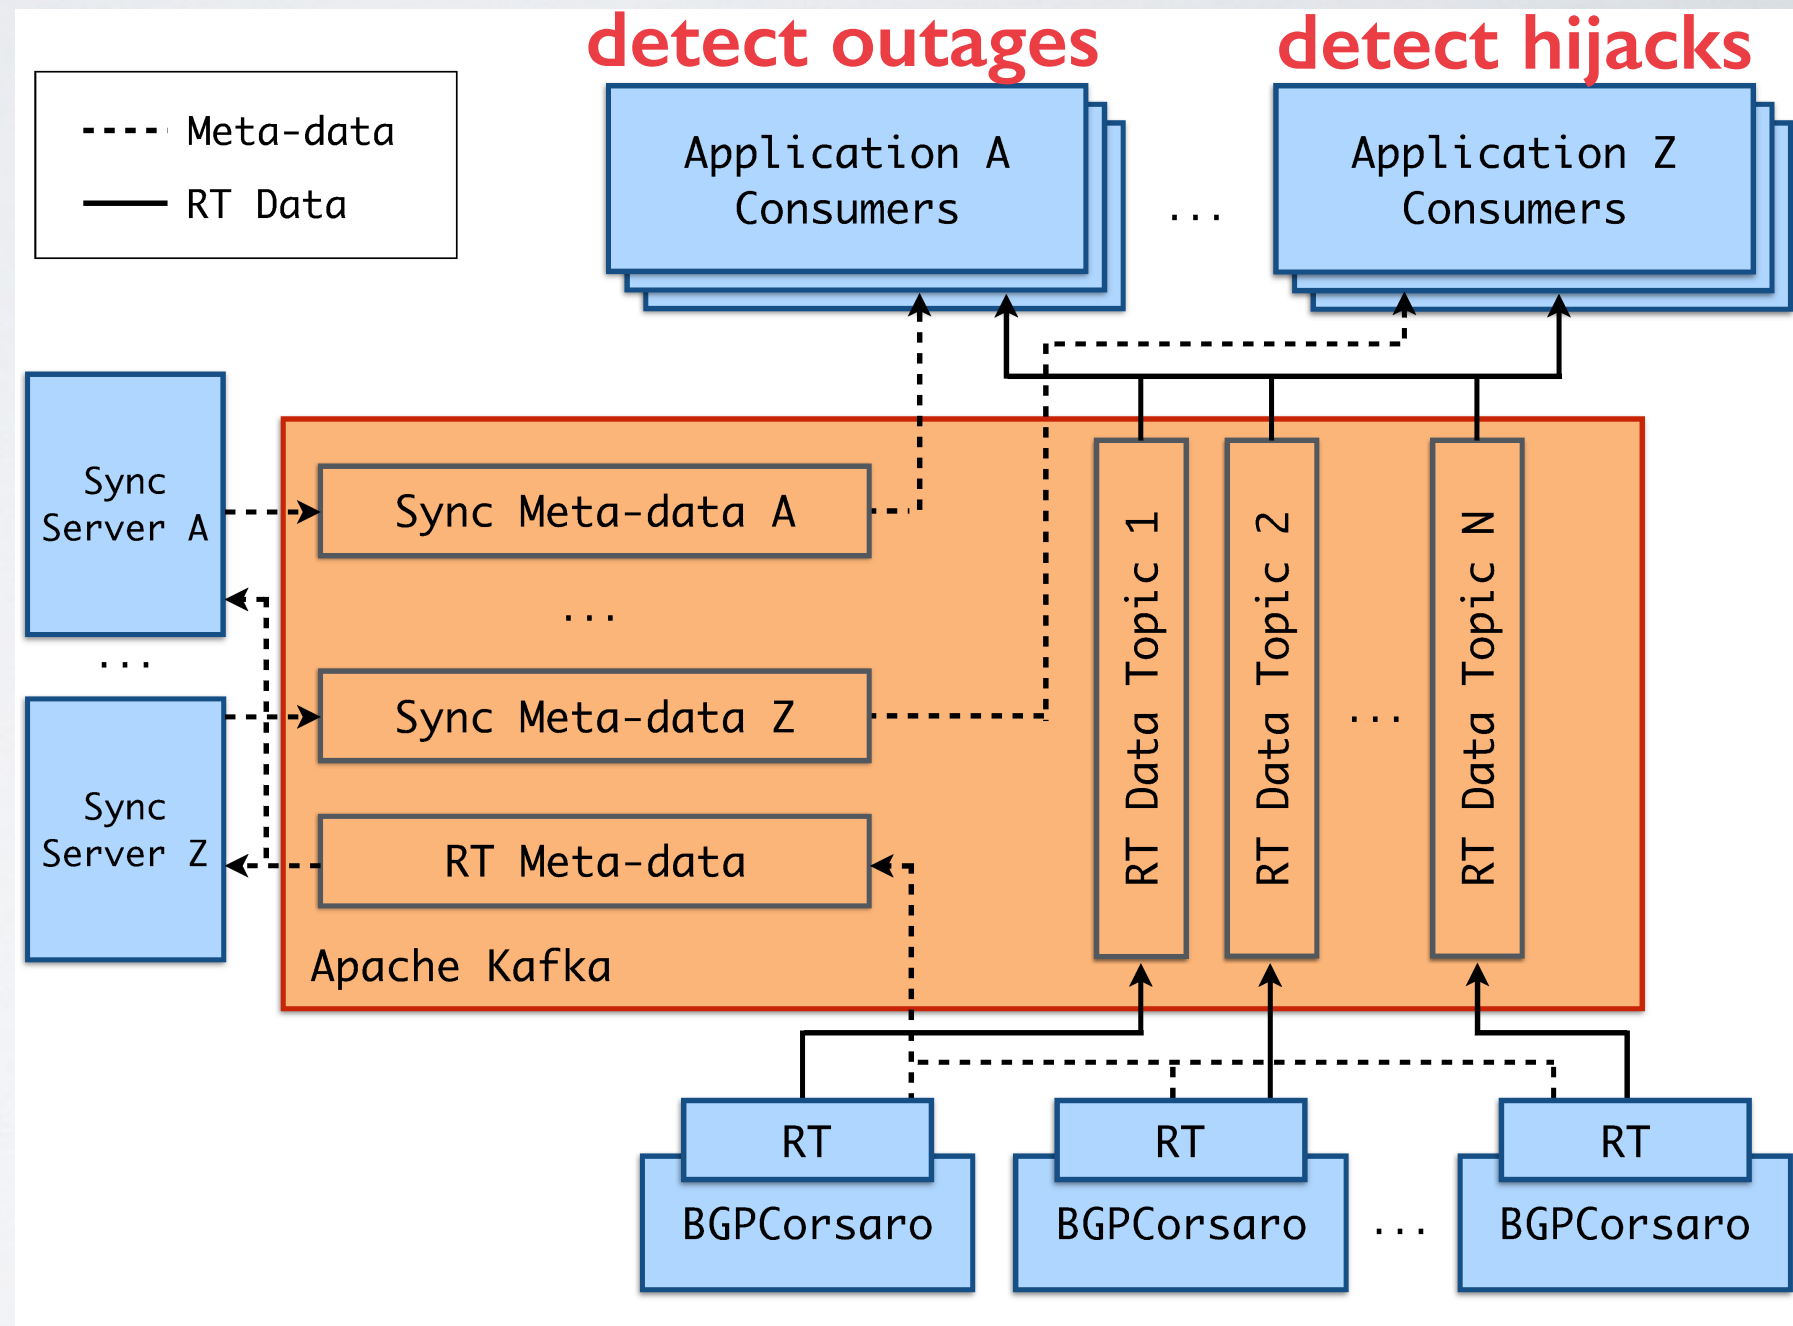 detect outages
detect hijacks
Meta-data
RT Data
Application A
Consumers
...
Application Z
Consumers
Sync
Server A
...
Sync
Server Z
Sync Meta-data A
...
Sync Meta-data Z
RT Meta-data
Apache Kafka
RT Data Topic 1
RT Data Topic 2
...
RT Data Topic N
RT
BGPCorsaro
RT
BGPCorsaro
...
RT
BGPCorsaro